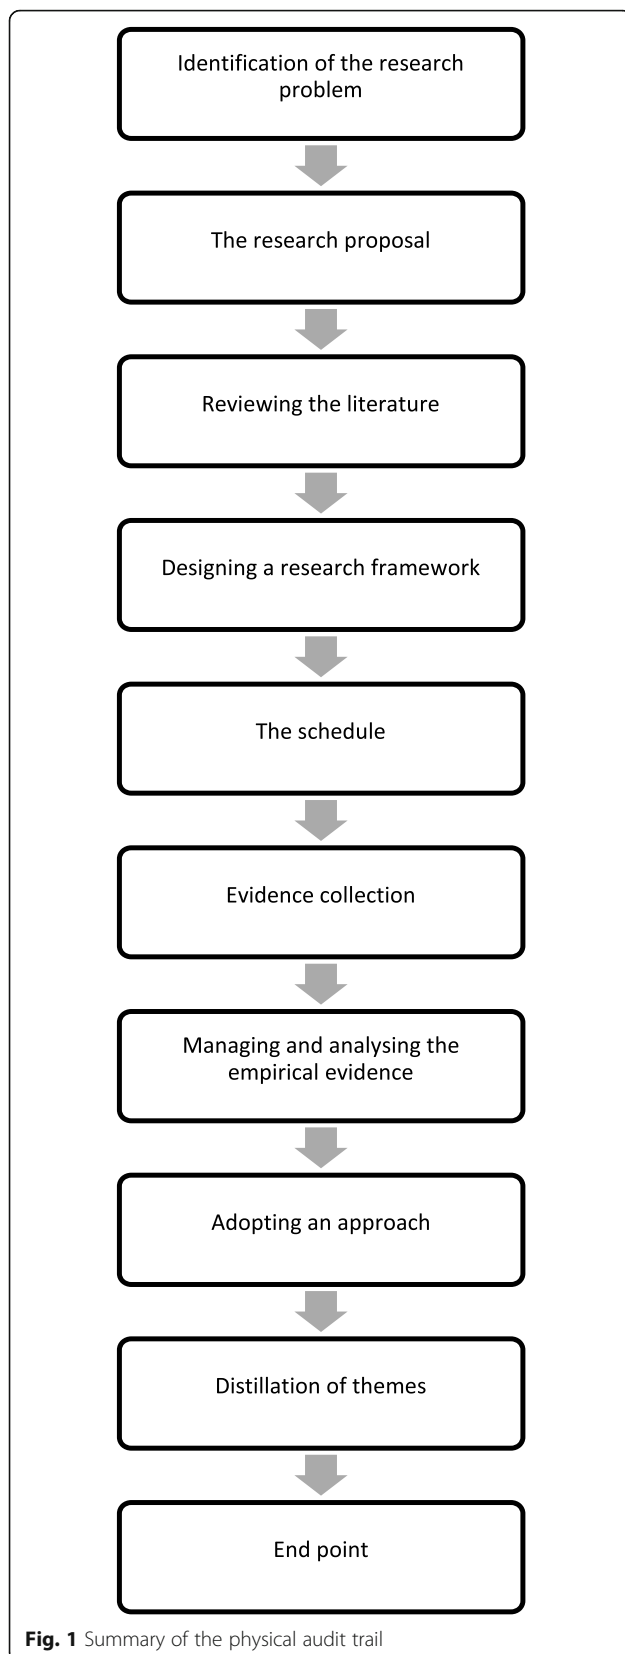 Identification of the research
problem
The research proposal
Reviewing the literature
Designing a research framework
The schedule
Evidence collection
Managing and analysing the
empirical evidence
Adopting an approach
Distillation of themes
End point
Fig. 1 Summary of the physical audit trail